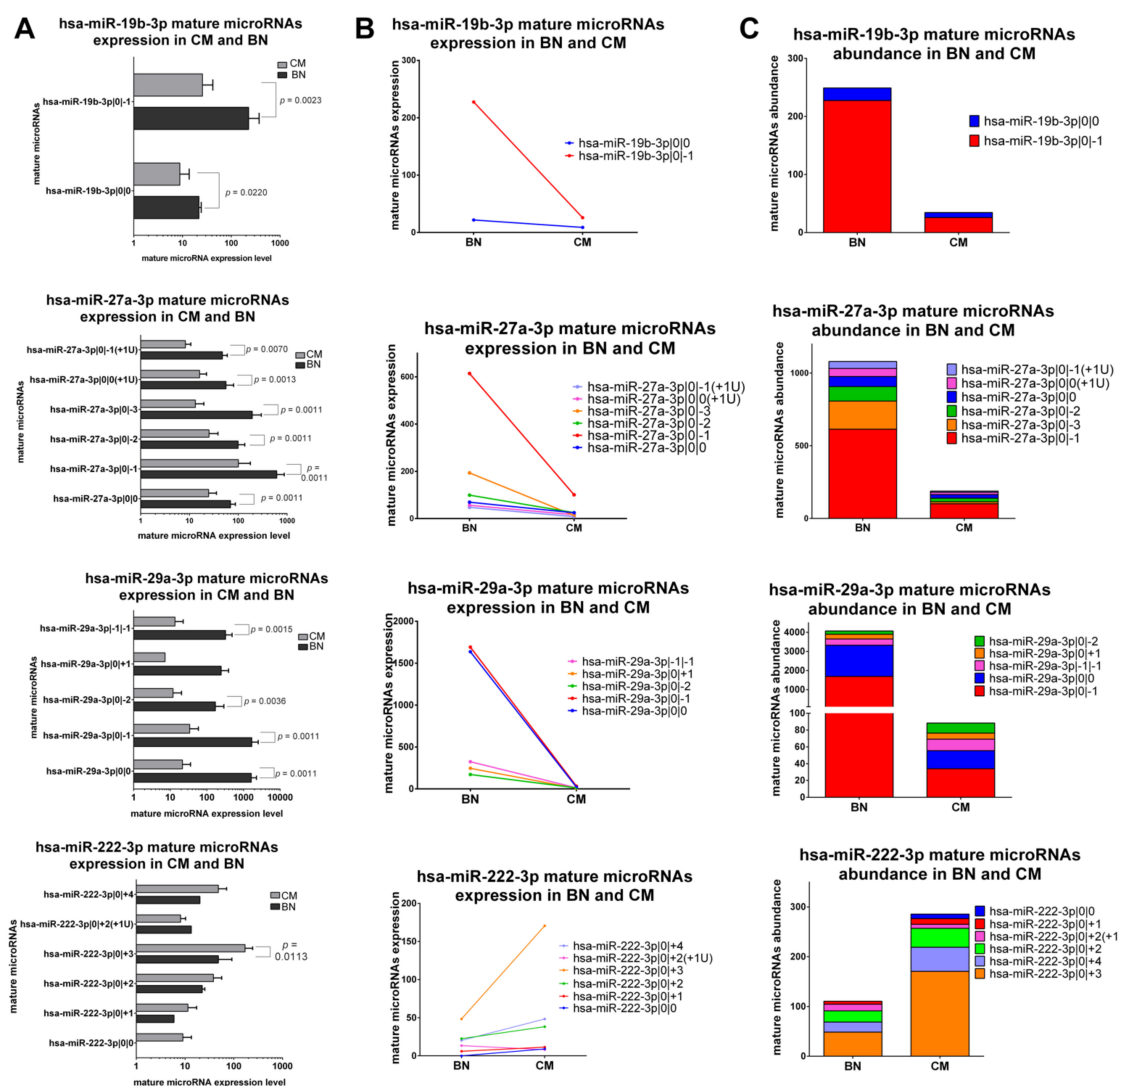 A
hsa-miR-19b-3p mature microRNAs
expression in CM and BN
CM
BN
mature microRNAs
hsa-miR-19b-3p|0|-1
p = 0.0023
hsa-miR-19b-3p|0|0
p = 0.0220
1
10
100
1000
mature microRNA expression level
B
hsa-miR-19b-3p mature microRNAs
expression in BN and CM
mature microRNAs expression
300
200
100
0
hsa-miR-19b-3p|0|0
hsa-miR-19b-3p|0|-1
BN
CM
C
hsa-miR-19b-3p mature microRNAs
abundance in BN and CM
mature microRNAs abundance
300
200
100
0
hsa-miR-19b-3p|0|0
hsa-miR-19b-3p|0|-1
BN
CM
hsa-miR-27a-3p mature microRNAs
expression in CM and BN
CM
BN
mature microRNAs
hsa-miR-27a-3p|0|-1(+1U)
p = 0.0070
hsa-miR-27a-3p|0|0(+1U)
p = 0.0013
hsa-miR-27a-3p|0|-3
p = 0.0011
hsa-miR-27a-3p|0|-2
p = 0.0011
hsa-miR-27a-3p|0|-1
p =
0.0011
hsa-miR-27a-3p|0|0
p = 0.0011
1
10
100
1000
mature microRNA expression level
hsa-miR-27a-3p mature microRNAs
expression in BN and CM
mature microRNAs expression
600
400
200
0
hsa-miR-27a-3p|0|-1(+1U)
hsa-miR-27a-3p|0|0(+1U)
hsa-miR-27a-3p|0|-3
hsa-miR-27a-3p|0|-2
hsa-miR-27a-3p|0|-1
hsa-miR-27a-3p|0|0
BN
CM
hsa-miR-27a-3p mature microRNAs
abundance in BN and CM
mature microRNAs abundance
1000
500
0
hsa-miR-27a-3p|0|-1(+1U)
hsa-miR-27a-3p|0|0(+1U)
hsa-miR-27a-3p|0|0
hsa-miR-27a-3p|0|-2
hsa-miR-27a-3p|0|-3
hsa-miR-27a-3p|0|-1
BN
CM
hsa-miR-29a-3p mature microRNAs
expression in CM and BN
CM
BN
mature microRNAs
hsa-miR-29a-3p|-1|-1
p = 0.0015
hsa-miR-29a-3p|0|+1
hsa-miR-29a-3p|0|-2
p = 0.0036
hsa-miR-29a-3p|0|-1
p = 0.0011
hsa-miR-29a-3p|0|0
p = 0.0011
1
10
100
1000
10000
mature microRNA expression level
hsa-miR-29a-3p mature microRNAs
expression in BN and CM
mature microRNAs expression
2000
1500
1000
500
0
hsa-miR-29a-3p|-1|-1
hsa-miR-29a-3p|0|+1
hsa-miR-29a-3p|0|-2
hsa-miR-29a-3p|0|-1
hsa-miR-29a-3p|0|0
BN
CM
hsa-miR-29a-3p mature microRNAs
abundance in BN and CM
mature microRNAs abundance
4000
3000
2000
1000
100
80
60
40
20
0
hsa-miR-29a-3p|0|-2
hsa-miR-29a-3p|0|+1
hsa-miR-29a-3p|-1|-1
hsa-miR-29a-3p|0|0
hsa-miR-29a-3p|0|-1
BN
CM
hsa-miR-222-3p mature microRNAs
expression in CM and BN
CM
BN
mature microRNAs
hsa-miR-222-3p|0|+4
hsa-miR-222-3p|0|+2(+1U)
hsa-miR-222-3p|0|+3
p =
0.0113
hsa-miR-222-3p|0|+2
hsa-miR-222-3p|0|+1
hsa-miR-222-3p|0|0
1
10
100
1000
mature microRNA expression level
hsa-miR-222-3p mature microRNAs
expression in BN and CM
mature microRNAs expression
200
150
100
50
0
hsa-miR-222-3p|0|+4
hsa-miR-222-3p|0|+2(+1U)
hsa-miR-222-3p|0|+3
hsa-miR-222-3p|0|+2
hsa-miR-222-3p|0|+1
hsa-miR-222-3p|0|0
BN
CM
hsa-miR-222-3p mature microRNAs
abundance in BN and CM
mature microRNAs abundance
300
200
100
0
hsa-miR-222-3p|0|0
hsa-miR-222-3p|0|+1
hsa-miR-222-3p|0|+2(+1
hsa-miR-222-3p|0|+2
hsa-miR-222-3p|0|+4
hsa-miR-222-3p|0|+3
BN
CM